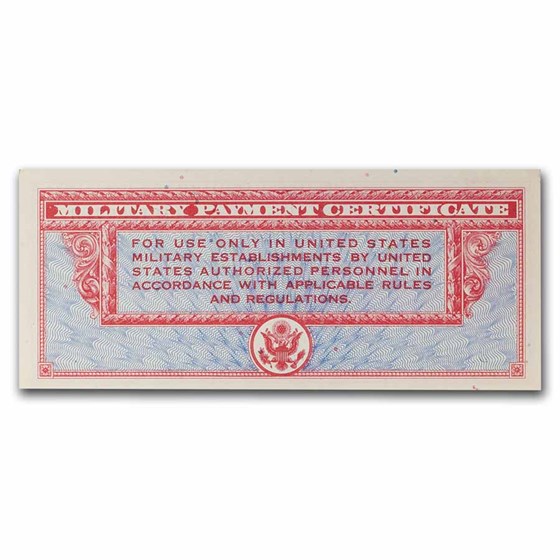 MILITARY PAYMENT CERTIFICATE
FOR USE ONLY IN UNITED STATES
MILITARY ESTABLISHMENTS BY UNITED
STATES AUTHORIZED PERSONNEL IN
ACCORDANCE WITH APPLICABLE RULES
AND REGULATIONS.